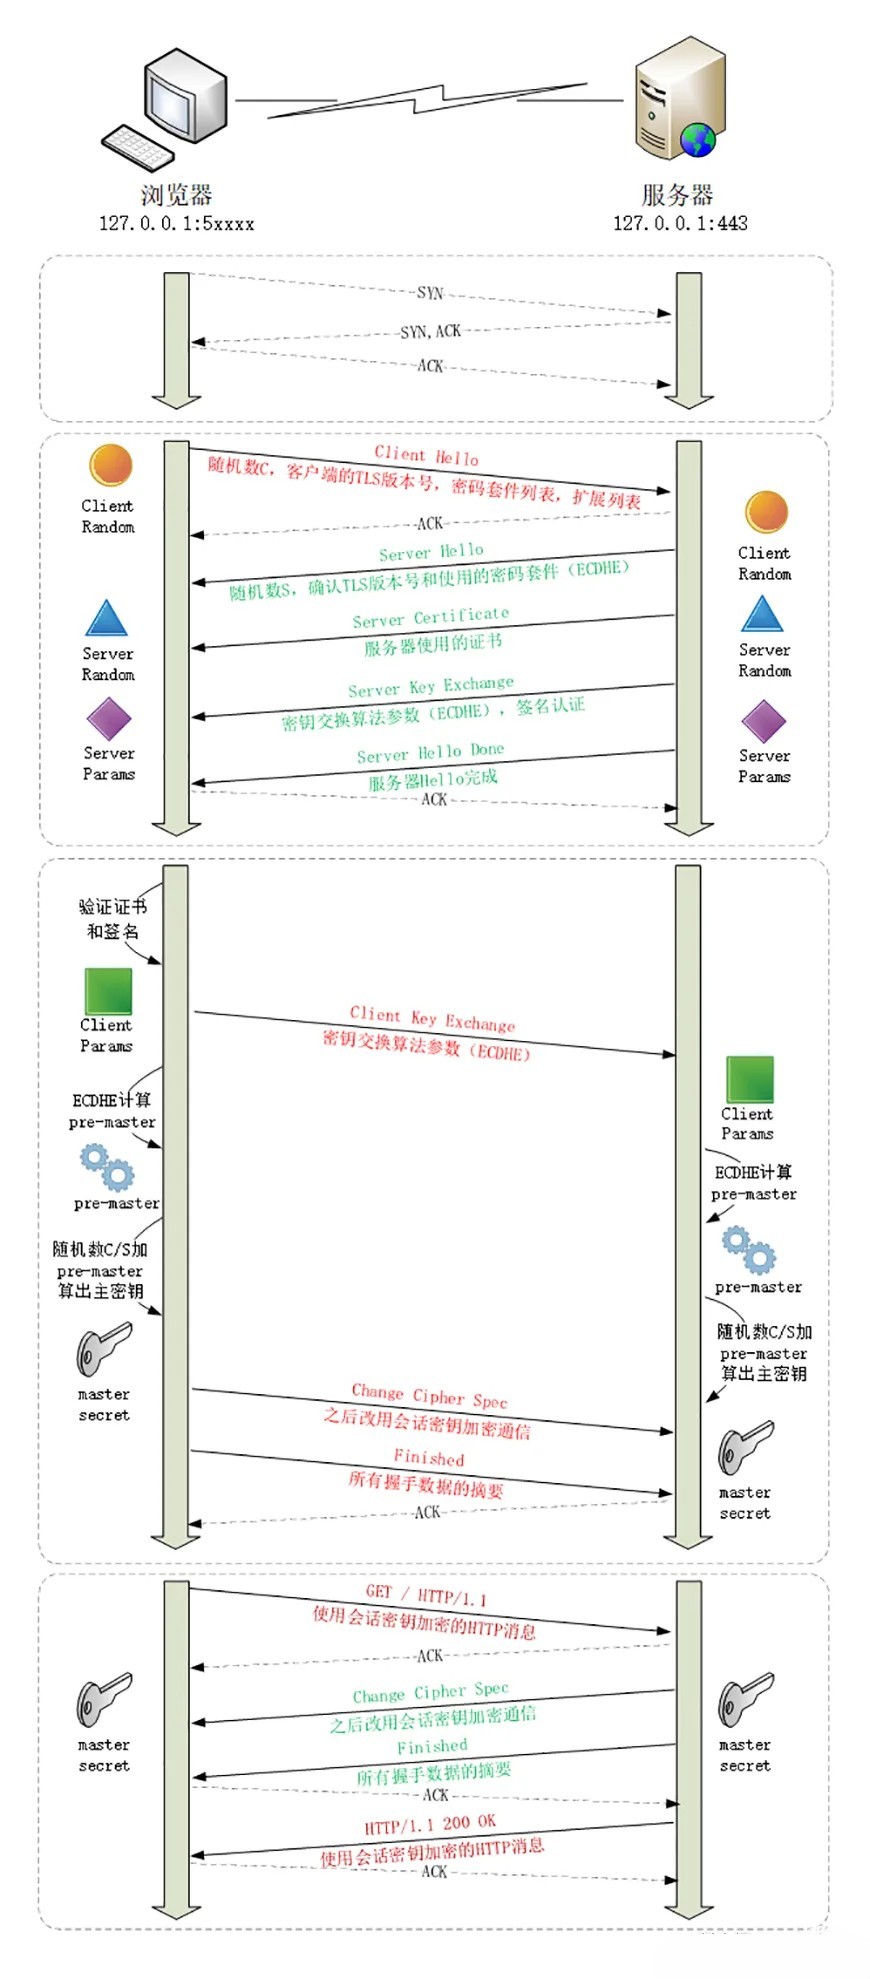 浏览器
服务器
127.0.0.1:5xxxx
127.0.0.1:443
SYN
SYN,ACK
ACK
Client Hello
随机数C，客户端的TLS版本号，密码套件列表，扩展列表
Client
Random
ACK
Client
Random
Server Hello
随机数S，确认TLS版本号和使用的密码套件（ECDHE）
Server Certificate
服务器使用的证书
Server
Random
Server
Random
Server Key Exchange
密钥交换算法参数（ECDHE），签名认证
Server
Params
Server
Params
Server Hello Done
服务器Hello完成
ACK
验证证书
和签名
Client
Params
Client Key Exchange
密钥交换算法参数（ECDHE）
Client
Params
ECDHE计算
pre-master
pre-master
ECDHE计算
pre-master
pre-master
随机数C/S加
pre-master
算出主密钥
随机数C/S加
pre-master
算出主密钥
master
secret
Change Cipher Spec
之后改用会话密钥加密通信
Finished
所有握手数据的摘要
ACK
master
secret
GET / HTTP/1.1
使用会话密钥加密的HTTP消息
ACK
Change Cipher Spec
之后改用会话密钥加密通信
master
secret
master
secret
Finished
所有握手数据的摘要
ACK
HTTP/1.1 200 OK
使用会话密钥加密的HTTP消息
ACK